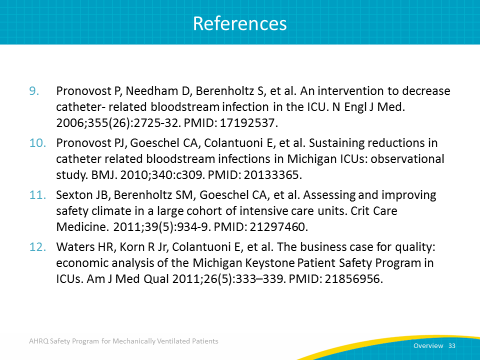 References
9. Pronovost P, Needham D, Berenholtz S, et al. An intervention to decrease
catheter- related bloodstream infection in the ICU. N Engl J Med.
2006;355(26):2725-32. PMID: 17192537.
10. Pronovost PJ, Goeschel CA, Colantuoni E, et al. Sustaining reductions in
catheter related bloodstream infections in Michigan ICUs: observational
study. BMJ. 2010;340:c309. PMID: 20133365.
11. Sexton JB, Berenholtz SM, Goeschel CA, et al. Assessing and improving
safety climate in a large cohort of intensive care units. Crit Care
Medicine. 2011;39(5):934-9. PMID: 21297460.
12. Waters HR, Korn R Jr, Colantuoni E, et al. The business case for quality:
economic analysis of the Michigan Keystone Patient Safety Program in
ICUs. Am J Med Qual 2011;26(5):333–339. PMID: 21856956.
AHRQ Safety Program for Mechanically Ventilated Patients
Overview 33